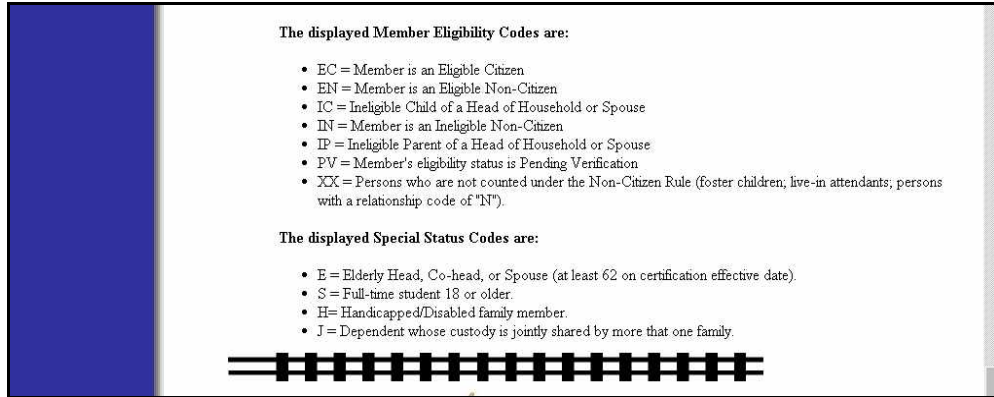 The displayed Member Eligibility Codes are:
• EC = Member is an Eligible Citizen
• EN = Member is an Eligible Non-Citizen
• IC = Ineligible Child of a Head of Household or Spouse
• IN = Member is an Ineligible Non-Citizen
• IP = Ineligible Parent of a Head of Household or Spouse
• PV = Member's eligibility status is Pending Verification
• XX = Persons who are not counted under the Non-Citizen Rule (foster children; live-in attendants; persons
with a relationship code of "N").
The displayed Special Status Codes are:
• E = Elderly Head, Co-head, or Spouse (at least 62 on certification effective date).
• S = Full-time student 18 or older.
• H= Handicapped/Disabled family member.
• J = Dependent whose custody is jointly shared by more that one family.